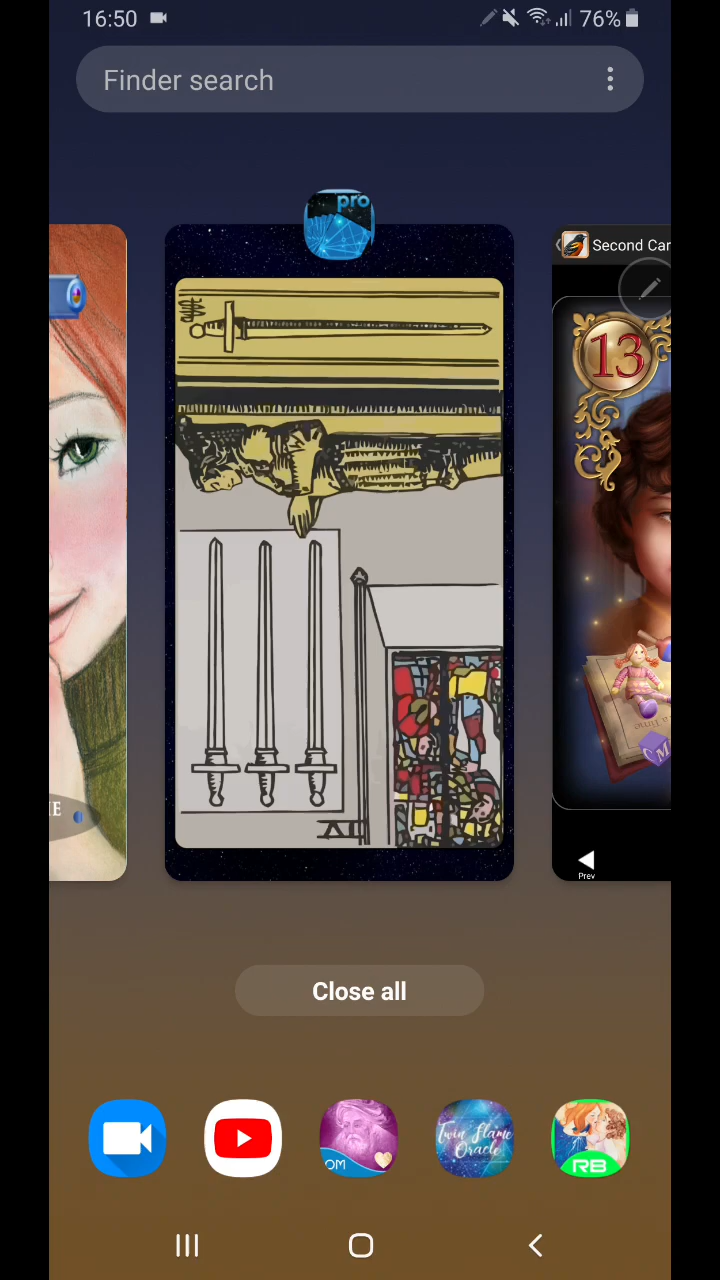 16:50
76%
Finder search
pro
Second Car
13
Close all
Prev
OM
Twin Flame
Oracle
RB